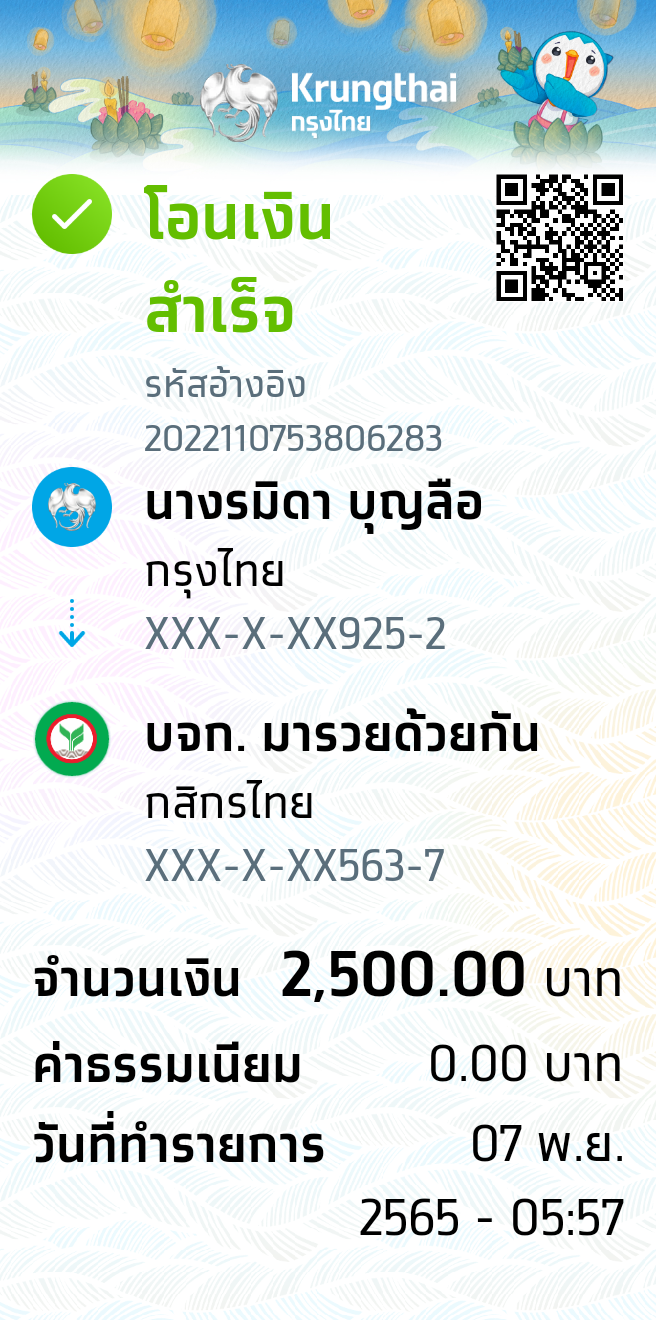 Krungthai
กรุงไทย
โอนเงิน
สำเร็จ
รหัสอ้างอิง
2022110753806283
นางรมิดา บุญลือ
กรุงไทย
XXX-X-XX925-2
บจก. มารวยด้วยกัน
กสิกรไทย
XXX-X-XX563-7
จำนวนเงิน 2,500.00 บาท
ค่าธรรมเนียม 0.00 บาท
วันที่ทำรายการ 07 พ.ย.
2565 - 05:57